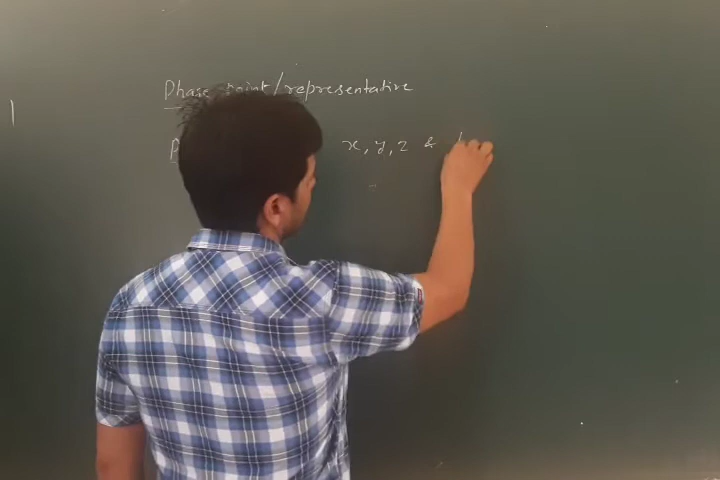 Phase point/representative
P x, y, z &